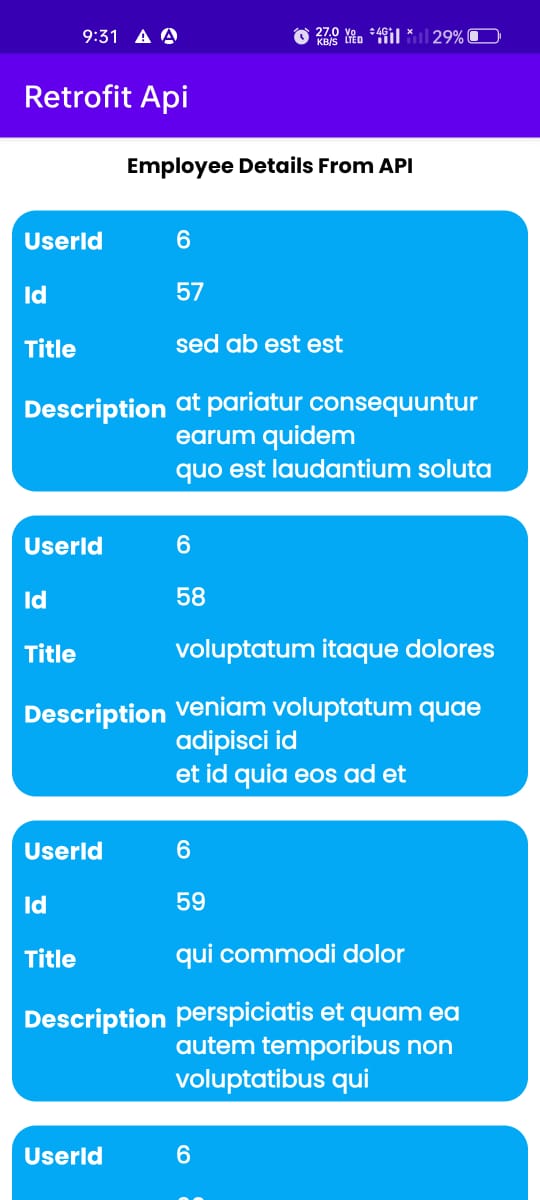 9:31 27.0 KB/S Vo LTE 4G+ 29%
Retrofit Api
Employee Details From API
UserId 6
Id 57
Title sed ab est est
Description at pariatur consequuntur
earum quidem
quo est laudantium soluta
UserId 6
Id 58
Title voluptatum itaque dolores
Description veniam voluptatum quae
adipisci id
et id quia eos ad et
UserId 6
Id 59
Title qui commodi dolor
Description perspiciatis et quam ea
autem temporibus non
voluptatibus qui
UserId 6